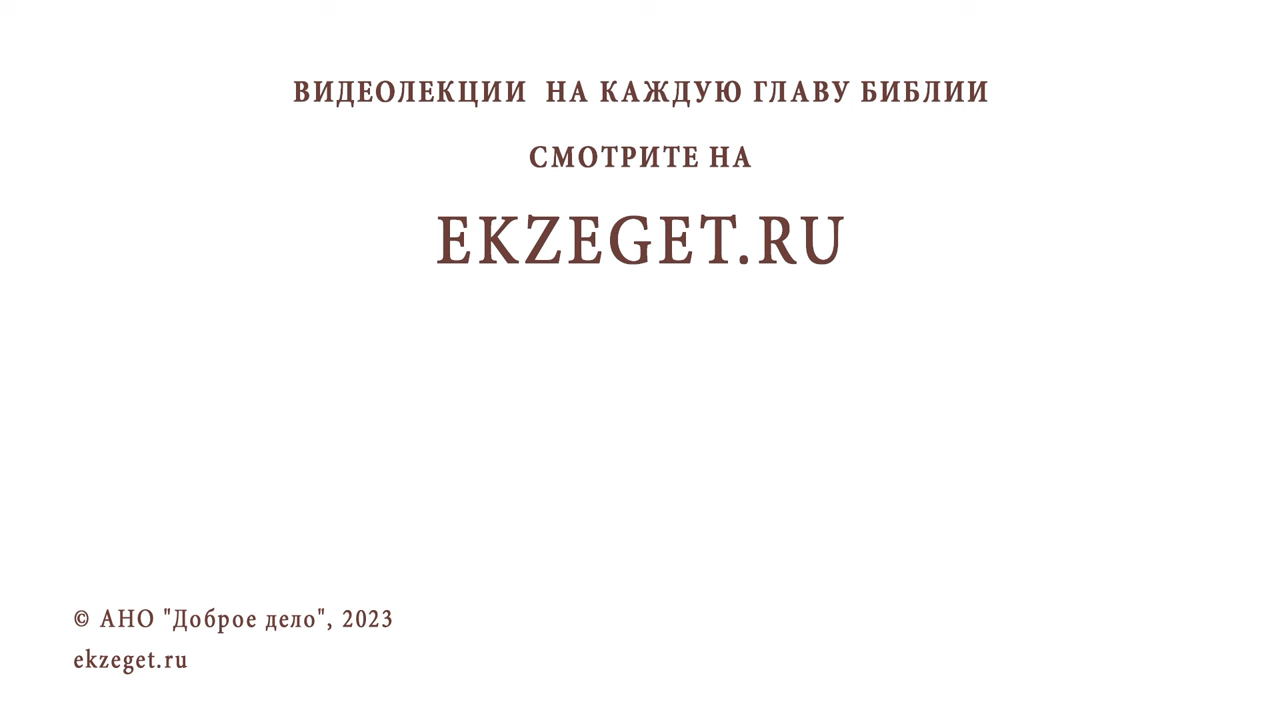 ВИДЕОЛЕКЦИИ НА КАЖДУЮ ГЛАВУ БИБЛИИ
СМОТРИТЕ НА
EKZEGET.RU
© АНО "Доброе дело", 2023
ekzeget.ru